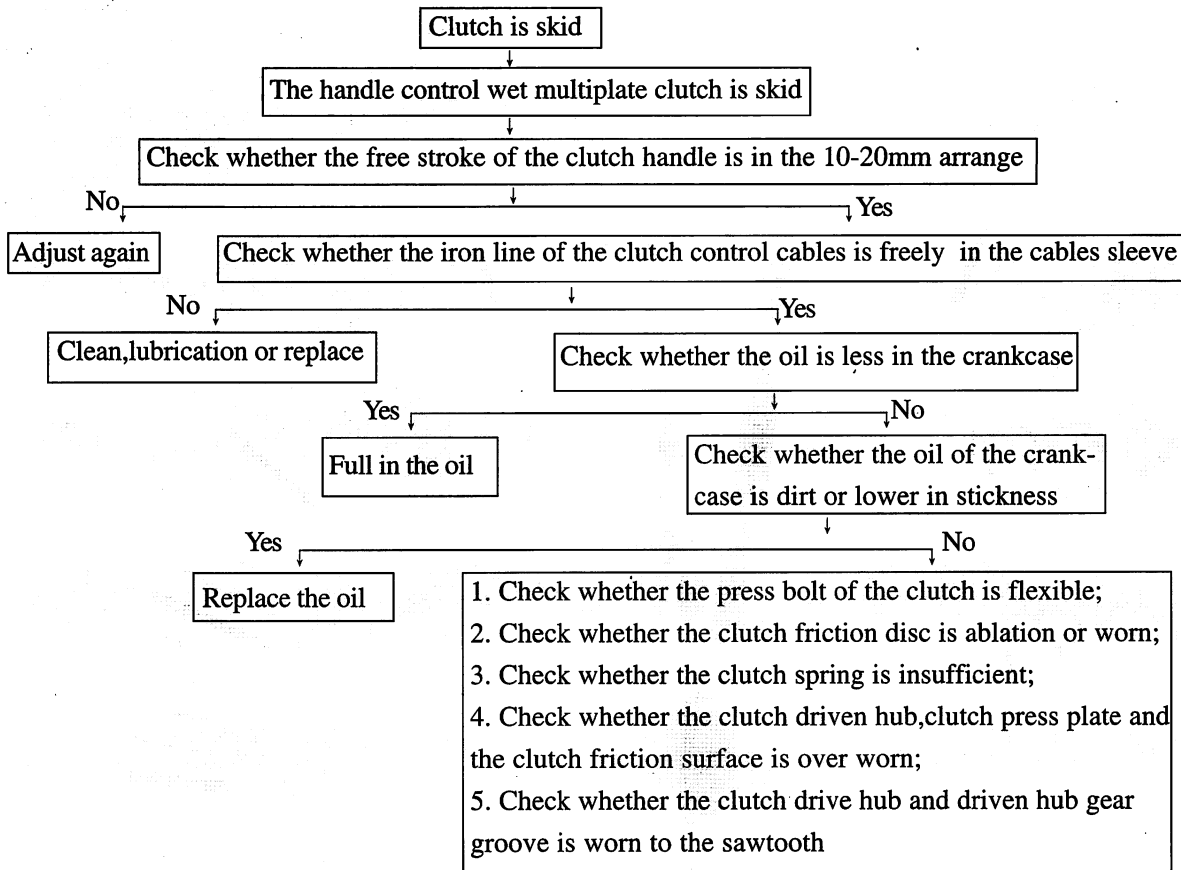 Clutch is skid
The handle control wet multiplate clutch is skid
Check whether the free stroke of the clutch handle is in the 10-20mm arrange
No
Yes
Adjust again
Check whether the iron line of the clutch control cables is freely in the cables sleeve
No
Yes
Clean,lubrication or replace
Check whether the oil is less in the crankcase
Yes
No
Full in the oil
Check whether the oil of the crank-
case is dirt or lower in stickness
Yes
No
Replace the oil
1. Check whether the press bolt of the clutch is flexible;
2. Check whether the clutch friction disc is ablation or worn;
3. Check whether the clutch spring is insufficient;
4. Check whether the clutch driven hub,clutch press plate and
the clutch friction surface is over worn;
5. Check whether the clutch drive hub and driven hub gear
groove is worn to the sawtooth